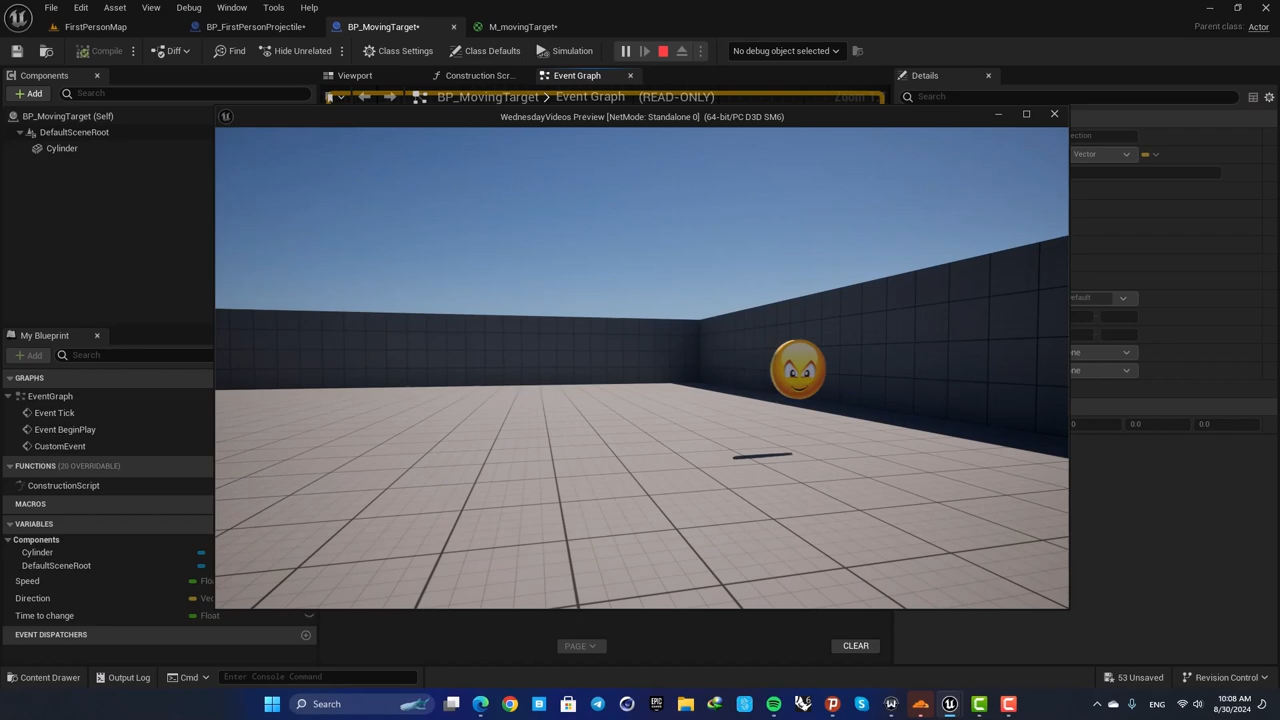 File Edit Asset View Debug Window Tools Help
FirstPersonMap BP_FirstPersonProjectile• BP_MovingTarget• M_movingTarget• Parent class: Actor
Compile Diff Find Hide Unrelated Class Settings Class Defaults Simulation No debug object selected
Components Viewport Construction Scr... Event Graph Details
Add Search BP_MovingTarget > Event Graph (READ-ONLY) Zoom Search
BP_MovingTarget (Self) WednesdayVideos Preview [NetMode: Standalone 0] (64-bit/PC D3D SM6)
DefaultSceneRoot
Cylinder Vector
My Blueprint
Add Search
GRAPHS
EventGraph
Event Tick
Event BeginPlay
0.0 0.0
CustomEvent
FUNCTIONS (20 OVERRIDABLE)
ConstructionScript
MACROS
VARIABLES
Components
Cylinder
DefaultSceneRoot
Speed
Direction
Time to change Float
EVENT DISPATCHERS
PAGE CLEAR
Content Drawer Output Log Cmd Enter Console Command 53 Unsaved Revision Control
Search ENG 10:08 AM
8/30/2024